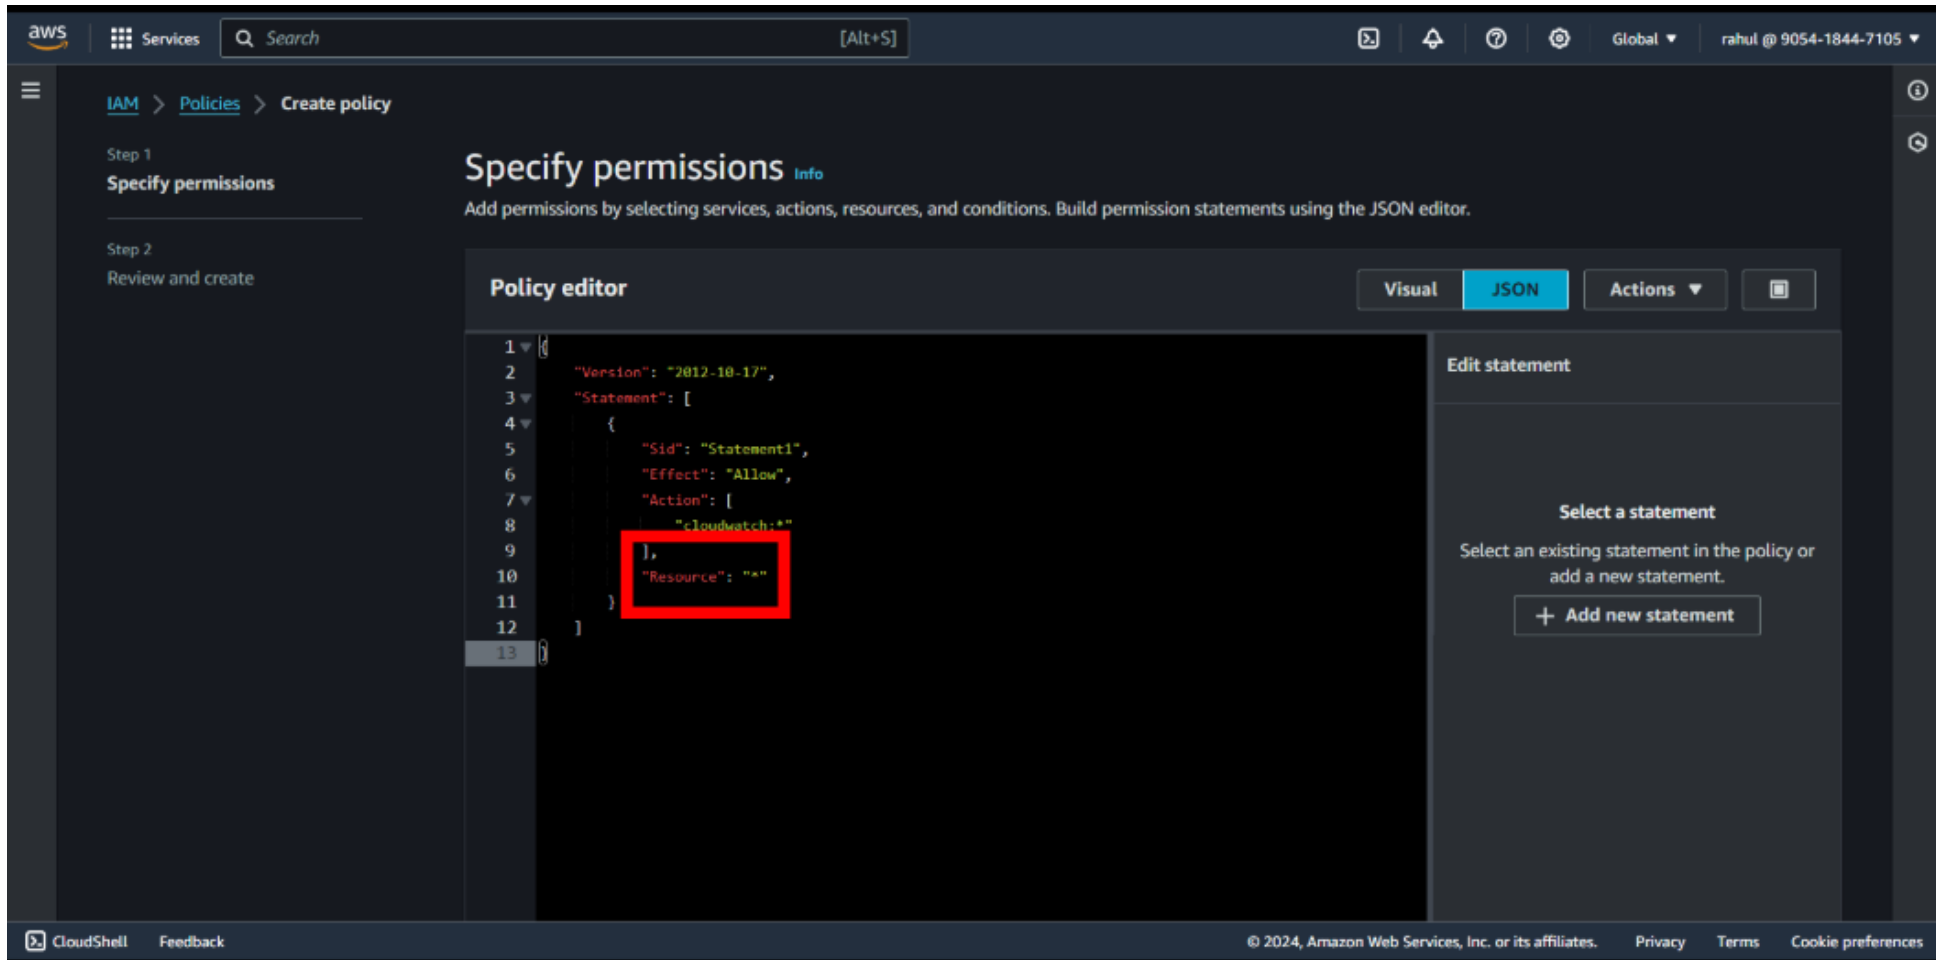 aws
Services
Search
[Alt+S]
Global
rahul @ 9054-1844-7105
IAM > Policies > Create policy
Step 1
Specify permissions
Step 2
Review and create
Specify permissions Info
Add permissions by selecting services, actions, resources, and conditions. Build permission statements using the JSON editor.
Policy editor
Visual
JSON
Actions
1 {
2 "Version": "2012-10-17",
3 "Statement": [
4 {
5 "Sid": "Statement1",
6 "Effect": "Allow",
7 "Action": [
8 "cloudwatch:*"
9 ],
10 "Resource": "*"
11 }
12 ]
13 }
Edit statement
Select a statement
Select an existing statement in the policy or
add a new statement.
+ Add new statement
CloudShell
Feedback
© 2024, Amazon Web Services, Inc. or its affiliates.
Privacy
Terms
Cookie preferences